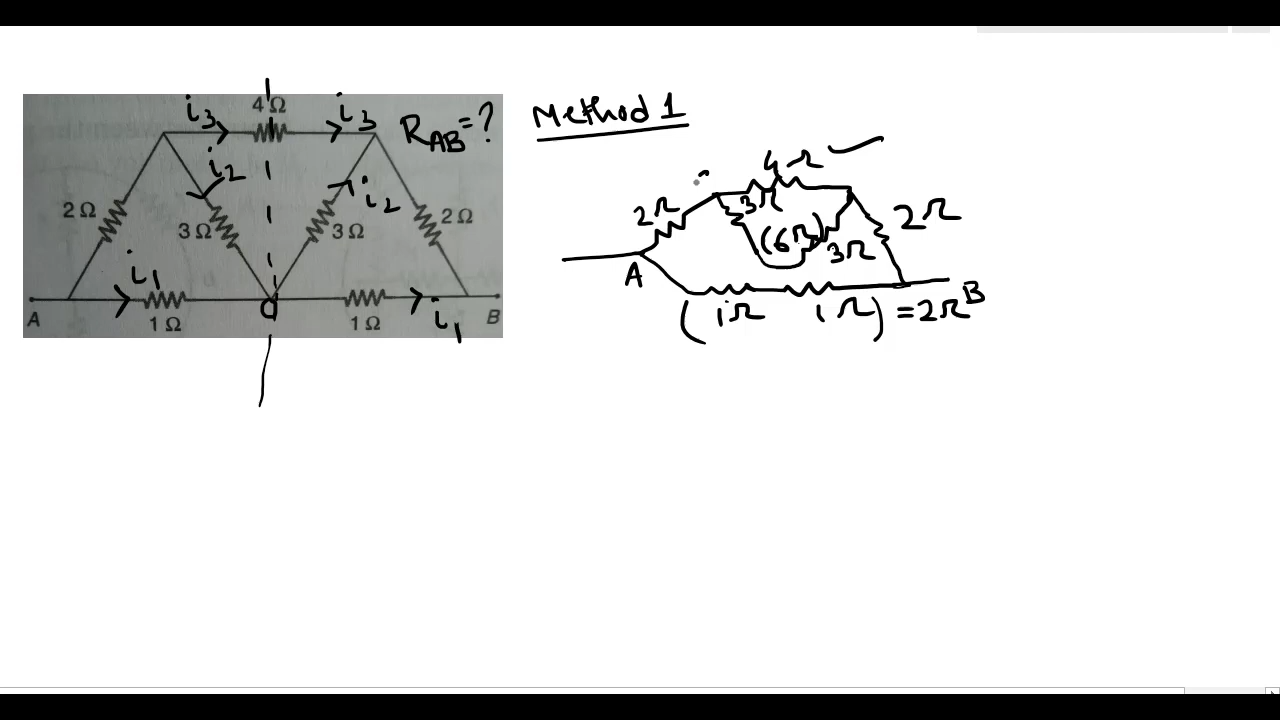 i3 4Ω i3
RAB=?
i2
i2
2Ω 3Ω 3Ω 2Ω
i1
A 1Ω O 1Ω i1 B
Method 1
4Ω
2Ω 3Ω 2Ω
(6Ω) 3Ω
A B
(1Ω 1Ω) = 2Ω